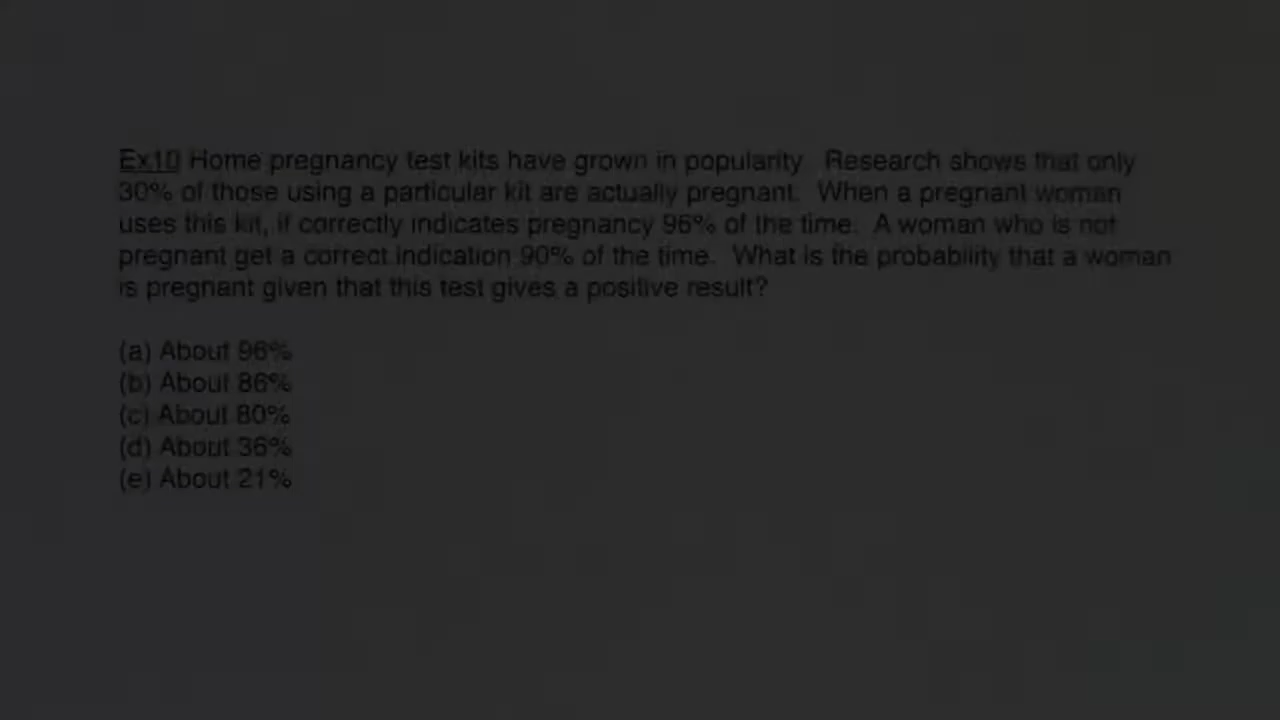 Ex10 Home pregnancy test kits have grown in popularity. Research shows that only
30% of those using a particular kit are actually pregnant. When a pregnant woman
uses this kit, it correctly indicates pregnancy 96% of the time. A woman who is not
pregnant get a correct indication 90% of the time. What is the probability that a woman
is pregnant given that this test gives a positive result?
(a) About 96%
(b) About 86%
(c) About 80%
(d) About 36%
(e) About 21%